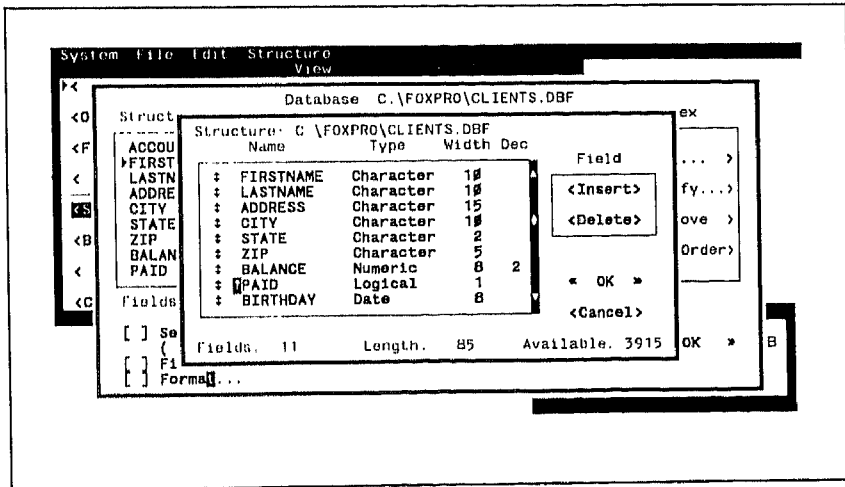 System File Edit Structure
View
Database C:\FOXPRO\CLIENTS.DBF
Struct
ex
<O
<F
<
<S
<B
<
<C
ACCOU
FIRST
LASTN
ADDRE
CITY
STATE
ZIP
BALAN
PAID
Structure: C:\FOXPRO\CLIENTS.DBF
Name Type Width Dec
FIRSTNAME Character 10
LASTNAME Character 10
ADDRESS Character 15
CITY Character 10
STATE Character 2
ZIP Character 5
BALANCE Numeric 8 2
PAID Logical 1
BIRTHDAY Date 8
Fields: 11 Length: 85 Available: 3915
Field
<Insert>
<Delete>
« OK »
<Cancel>
... >
fy...>
ove >
Order>
Fields
[ ] Se
(
[ ] Fi
[ ] Format...
OK »
B